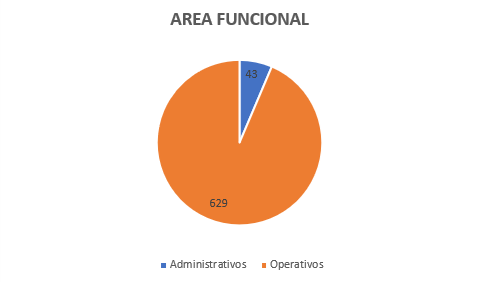 AREA FUNCIONAL
43
629
Administrativos Operativos